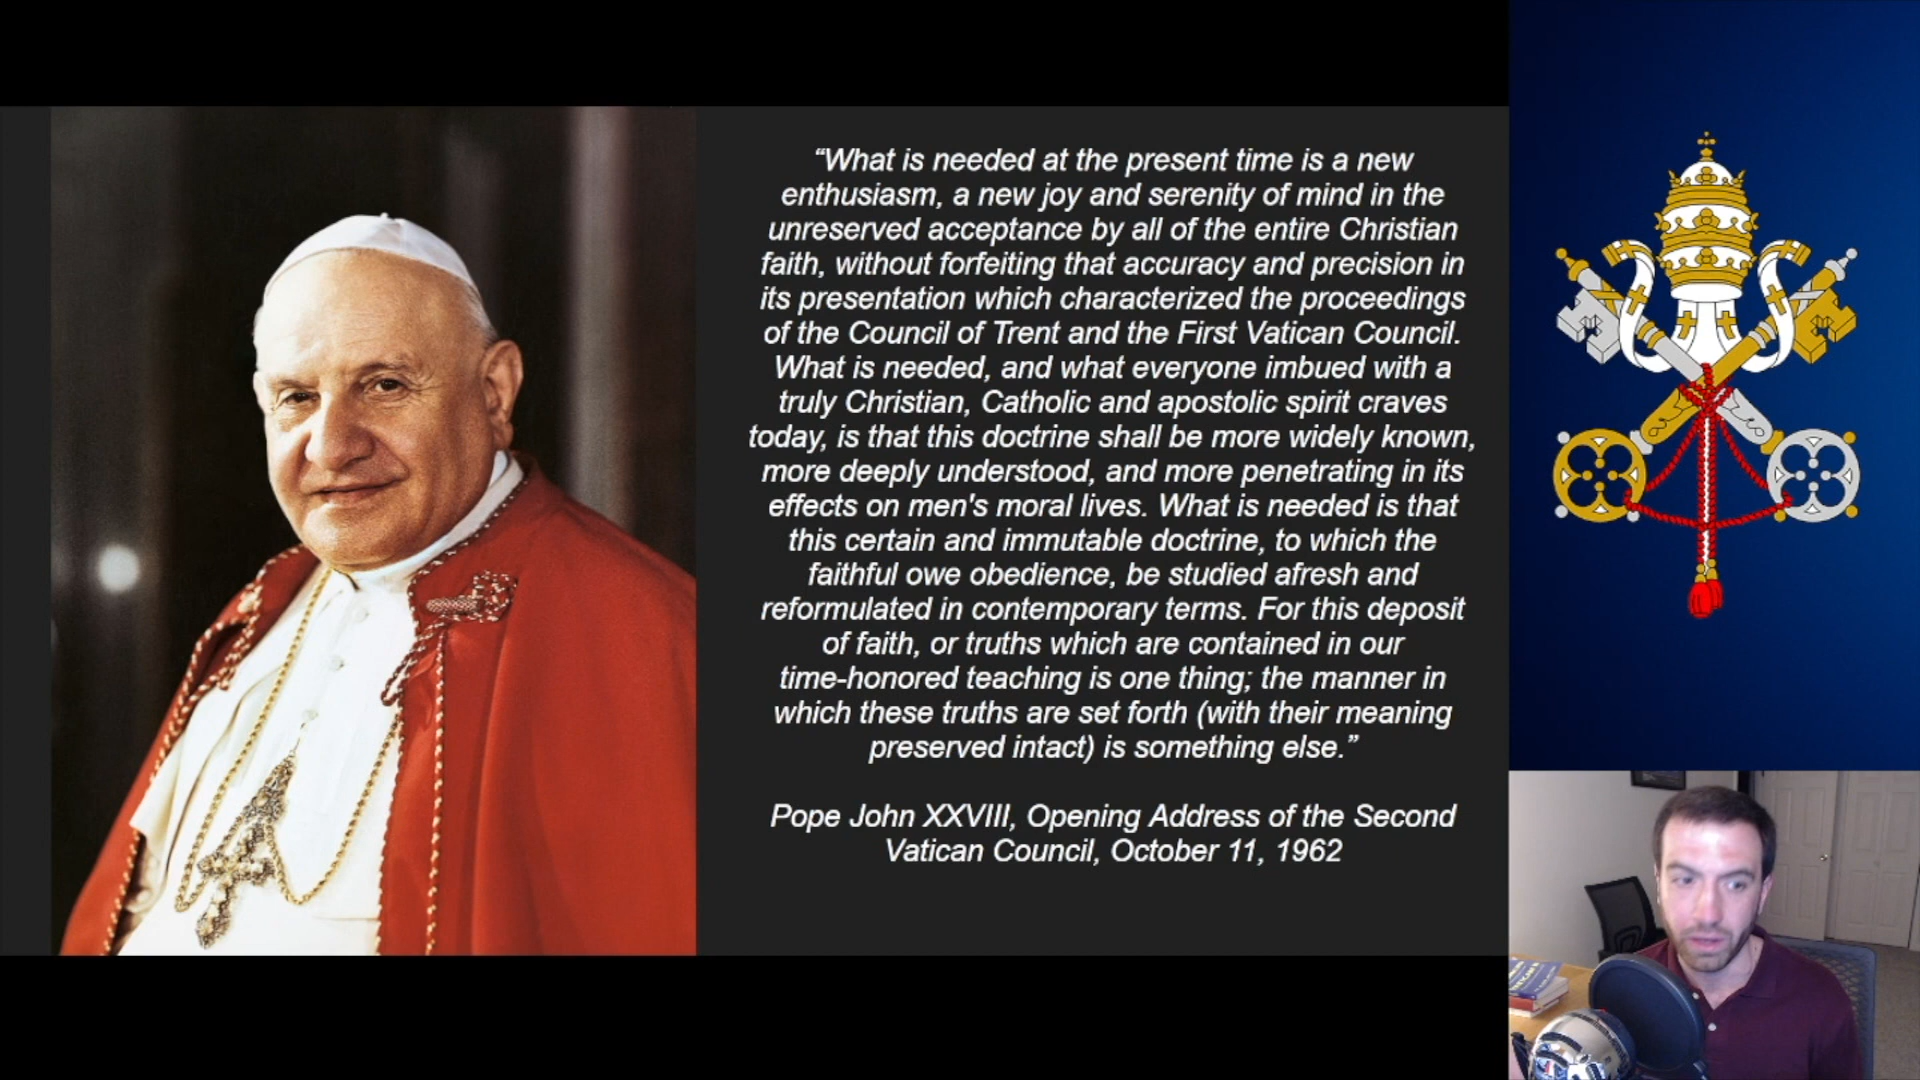 “What is needed at the present time is a new
enthusiasm, a new joy and serenity of mind in the
unreserved acceptance by all of the entire Christian
faith, without forfeiting that accuracy and precision in
its presentation which characterized the proceedings
of the Council of Trent and the First Vatican Council.
What is needed, and what everyone imbued with a
truly Christian, Catholic and apostolic spirit craves
today, is that this doctrine shall be more widely known,
more deeply understood, and more penetrating in its
effects on men's moral lives. What is needed is that
this certain and immutable doctrine, to which the
faithful owe obedience, be studied afresh and
reformulated in contemporary terms. For this deposit
of faith, or truths which are contained in our
time-honored teaching is one thing; the manner in
which these truths are set forth (with their meaning
preserved intact) is something else.”
Pope John XXVIII, Opening Address of the Second
Vatican Council, October 11, 1962